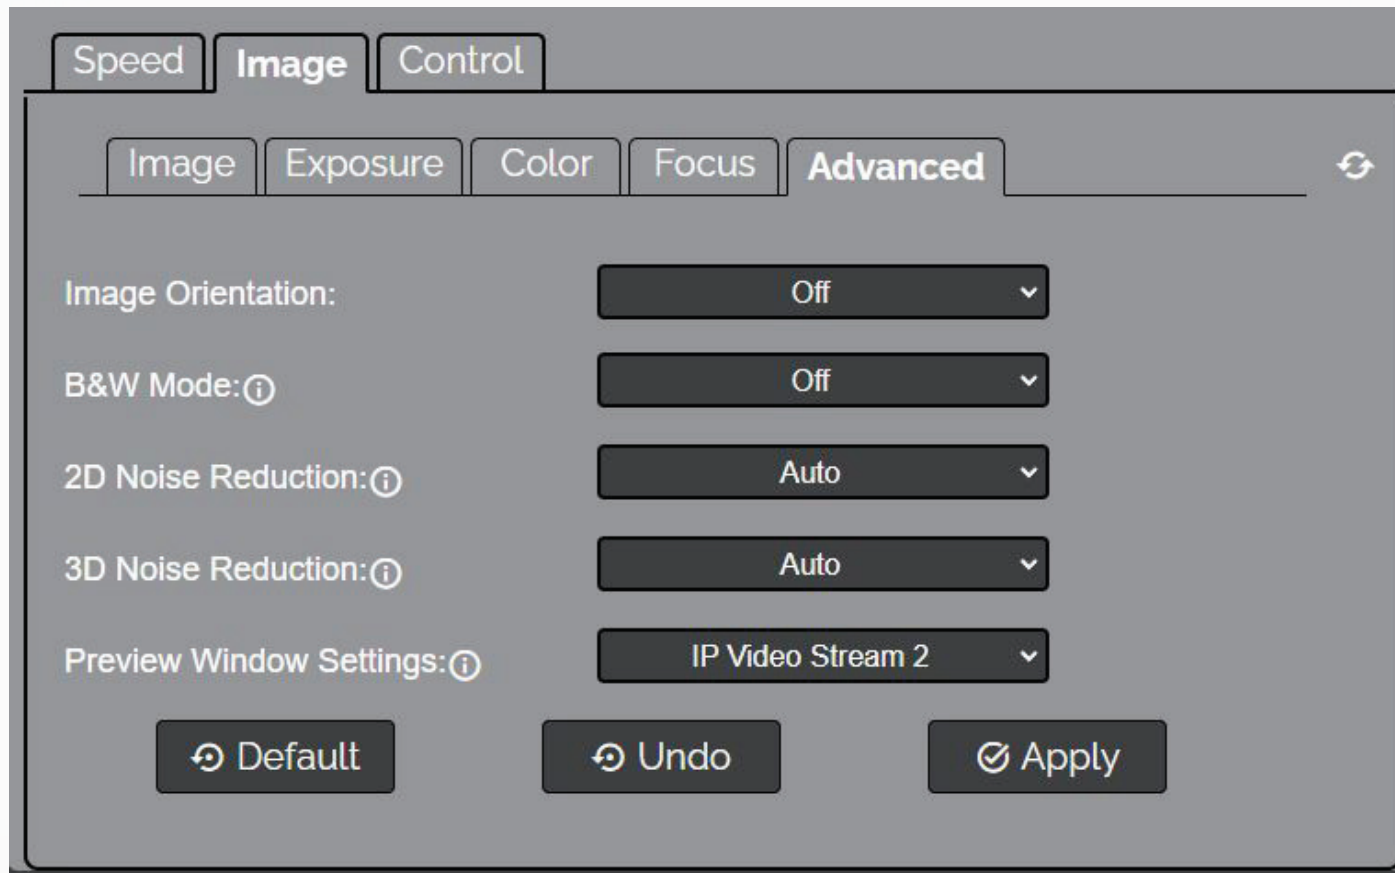 Speed Image Control
Image Exposure Color Focus Advanced
Image Orientation: Off
B&W Mode: Off
2D Noise Reduction: Auto
3D Noise Reduction: Auto
Preview Window Settings: IP Video Stream 2
Default Undo Apply